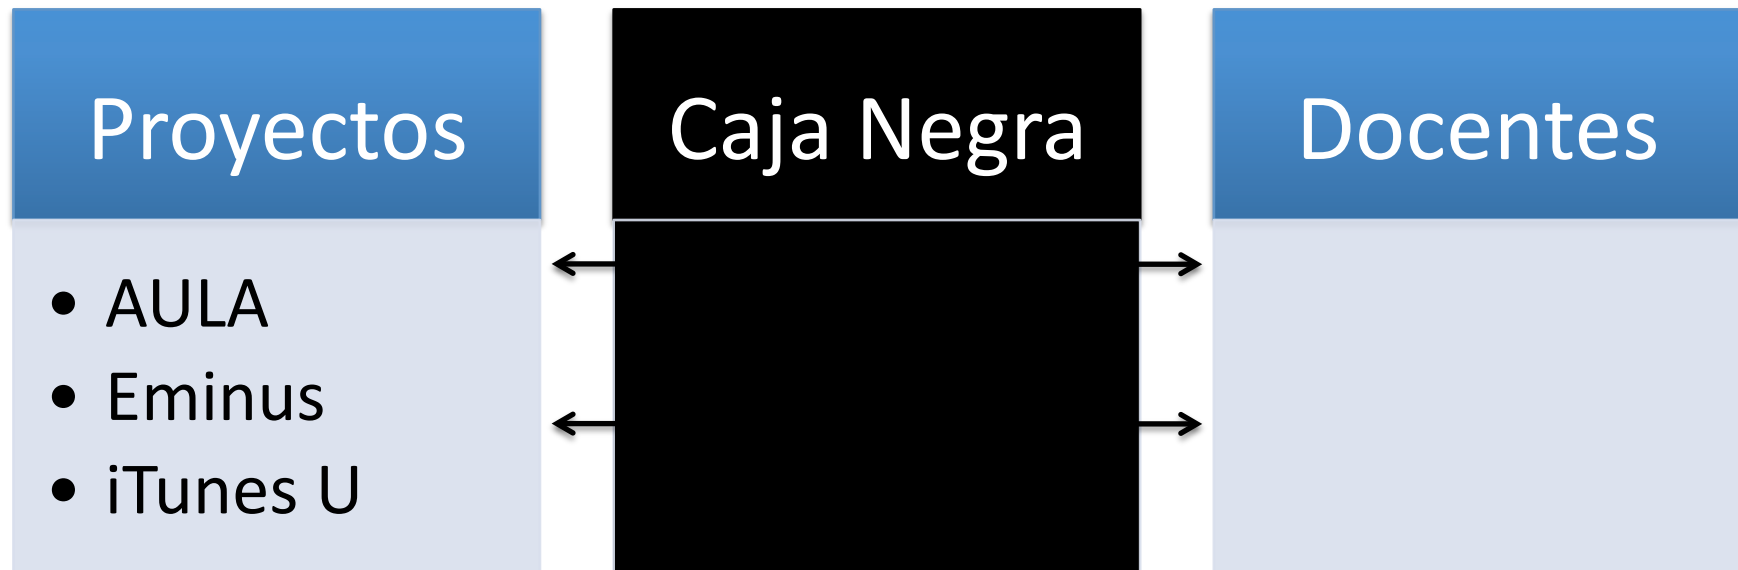 Proyectos
Caja Negra
Docentes
• AULA
• Eminus
• iTunes U